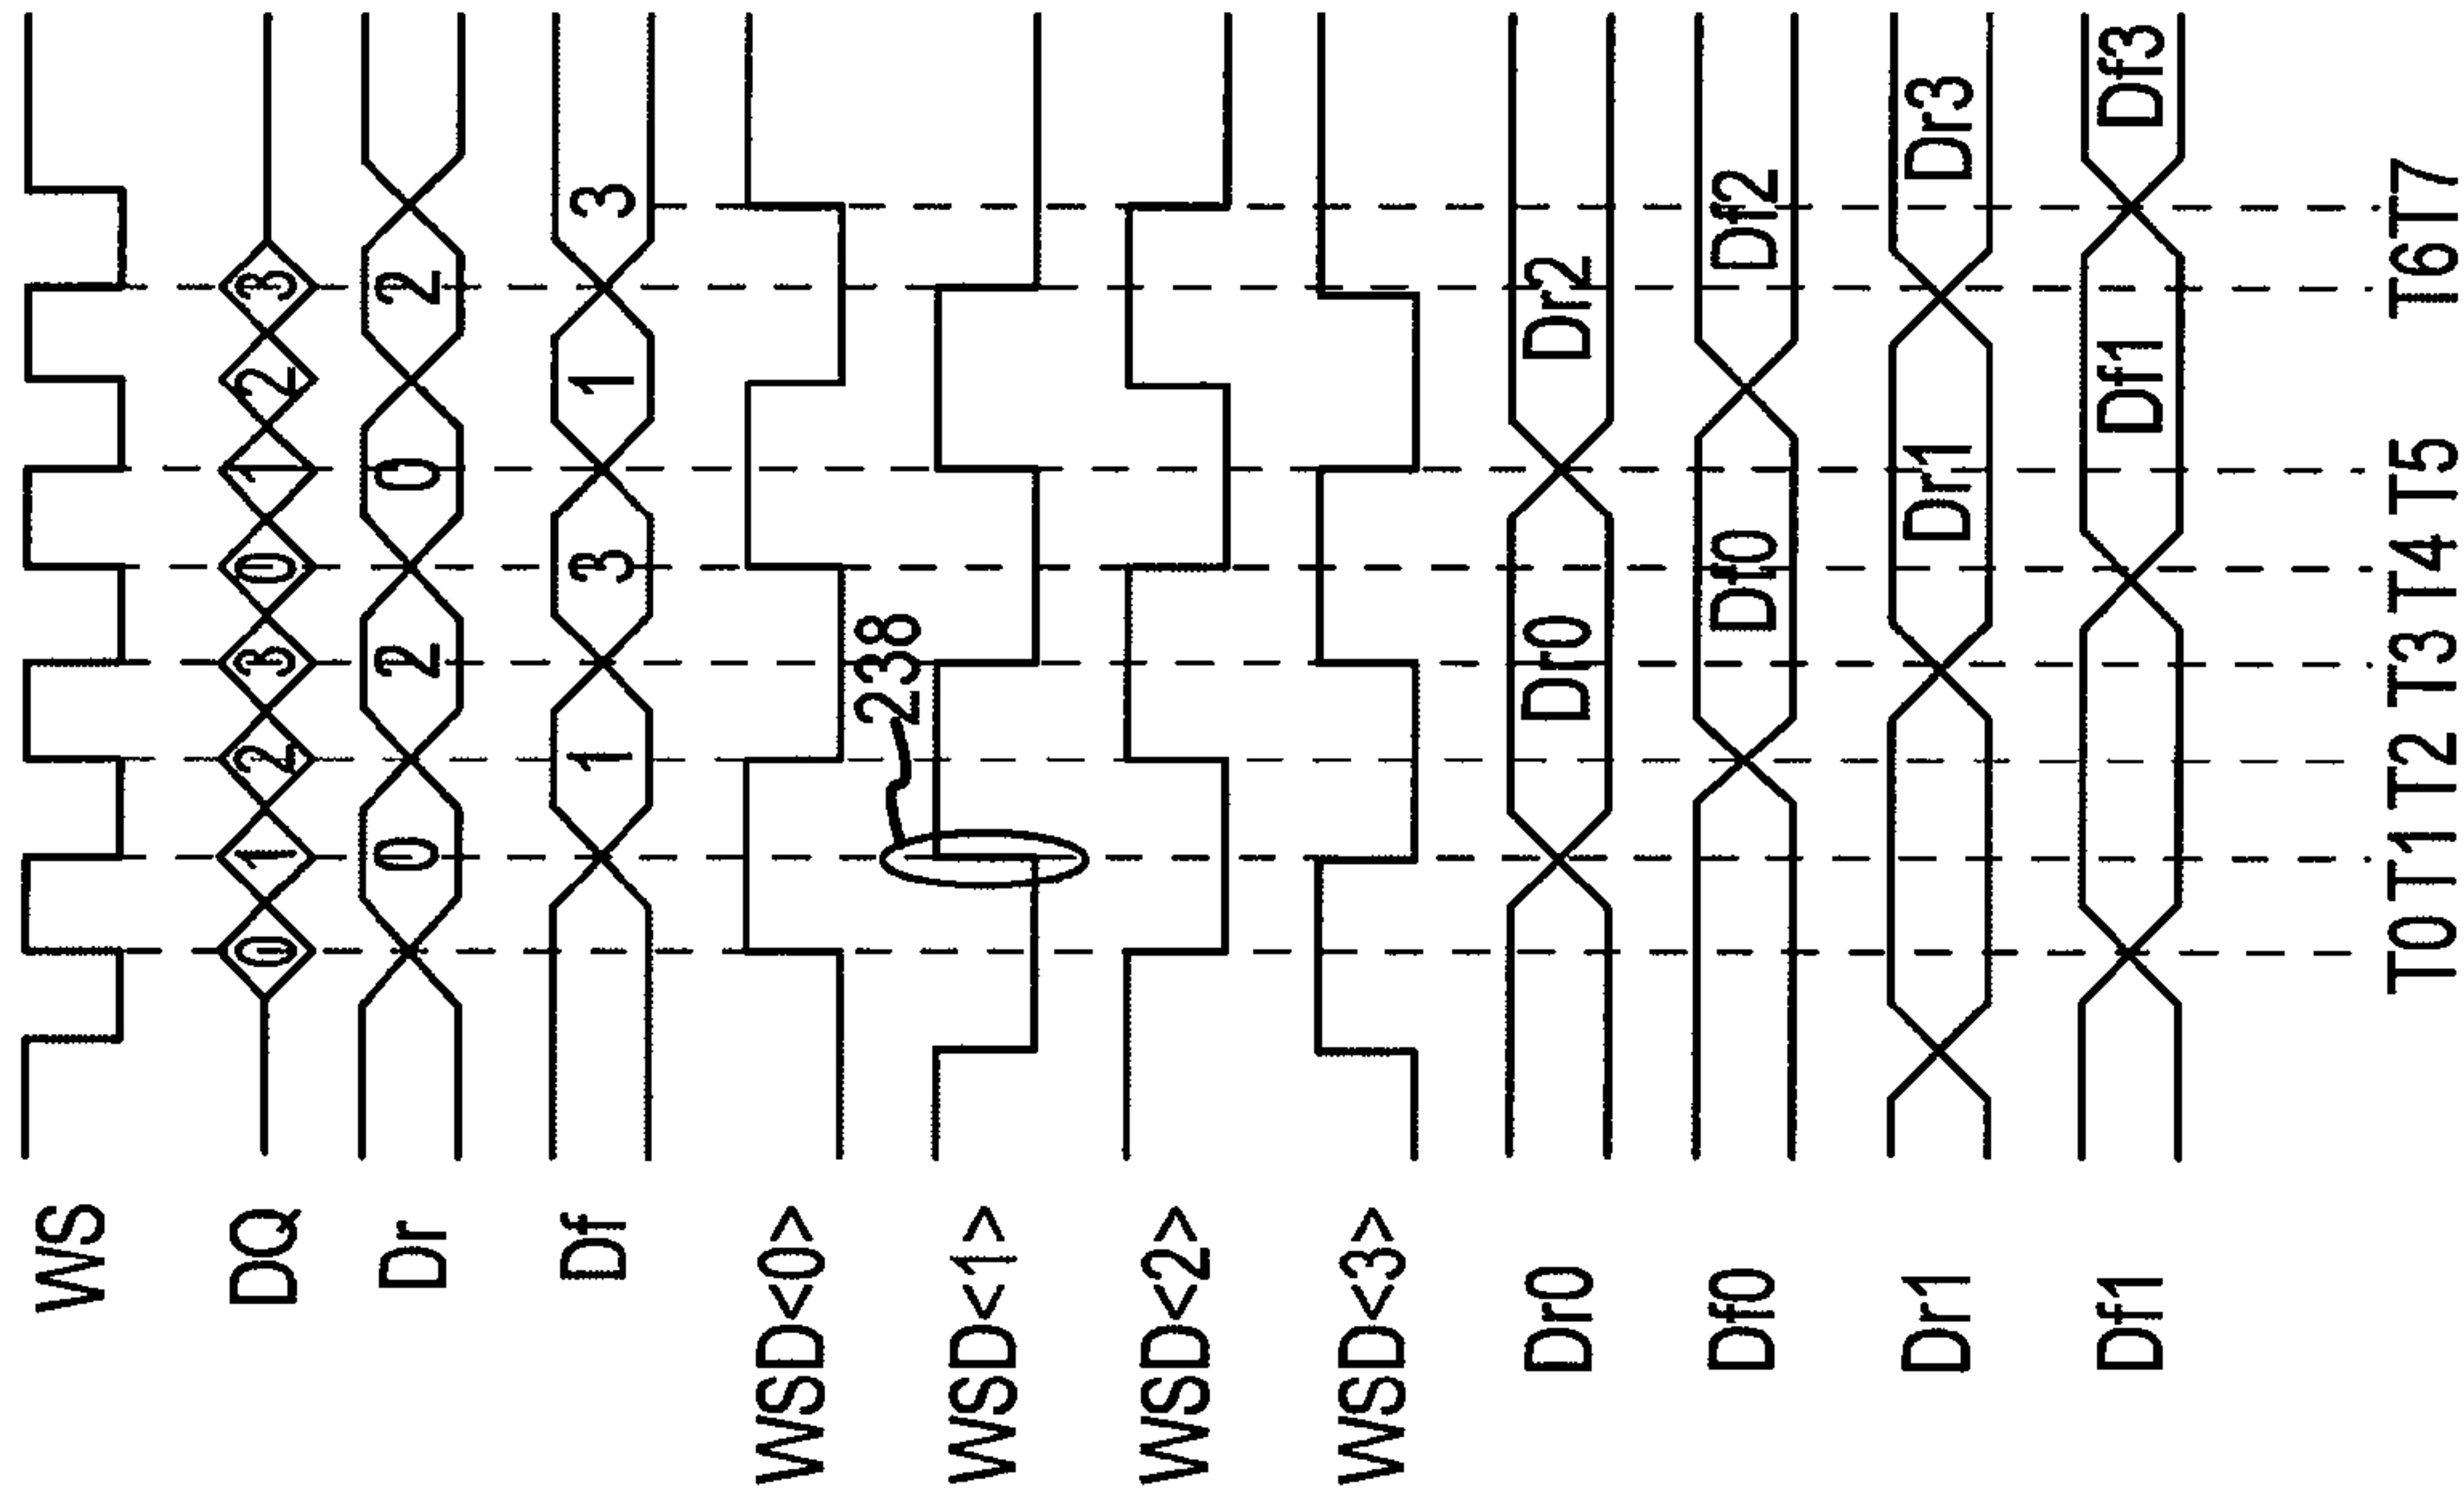 WS
DQ 0 1 2 3 0 1 2 3
Dr 0 2 0 2
Df 1 3 1 3
WSD<0>
238
WSD<1>
WSD<2>
WSD<3>
Dr0 Dr0 Dr2
Df0 Df0 Df2
Dr1 Dr1 Dr3
Df1 Df1 Df3
T0 T1 T2 T3 T4 T5 T6 T7